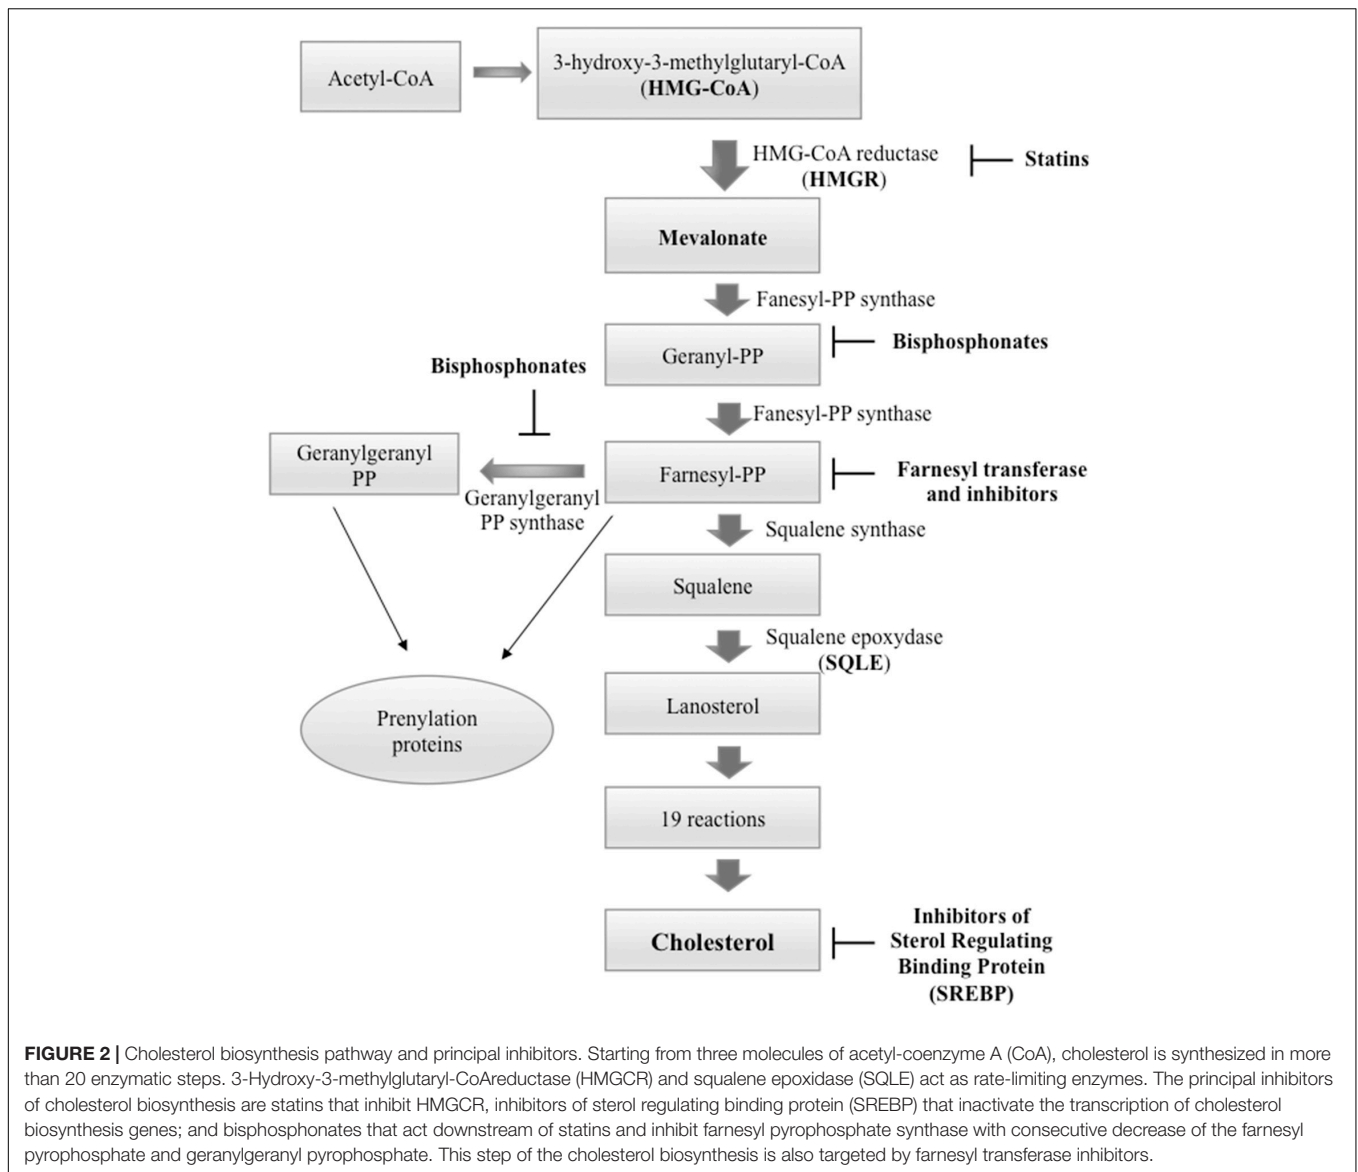 Acetyl-CoA
3-hydroxy-3-methylglutaryl-CoA
(HMG-CoA)
HMG-CoA reductase
(HMGR)
Statins
Mevalonate
Fanesyl-PP synthase
Geranyl-PP
Bisphosphonates
Bisphosphonates
Fanesyl-PP synthase
Geranylgeranyl
PP
Geranylgeranyl
PP synthase
Farnesyl-PP
Farnesyl transferase
and inhibitors
Squalene synthase
Squalene
Squalene epoxydase
(SQLE)
Prenylation
proteins
Lanosterol
19 reactions
Cholesterol
Inhibitors of
Sterol Regulating
Binding Protein
(SREBP)
FIGURE 2 | Cholesterol biosynthesis pathway and principal inhibitors. Starting from three molecules of acetyl-coenzyme A (CoA), cholesterol is synthesized in more
than 20 enzymatic steps. 3-Hydroxy-3-methylglutaryl-CoAreductase (HMGCR) and squalene epoxidase (SQLE) act as rate-limiting enzymes. The principal inhibitors
of cholesterol biosynthesis are statins that inhibit HMGCR, inhibitors of sterol regulating binding protein (SREBP) that inactivate the transcription of cholesterol
biosynthesis genes; and bisphosphonates that act downstream of statins and inhibit farnesyl pyrophosphate synthase with consecutive decrease of the farnesyl
pyrophosphate and geranylgeranyl pyrophosphate. This step of the cholesterol biosynthesis is also targeted by farnesyl transferase inhibitors.